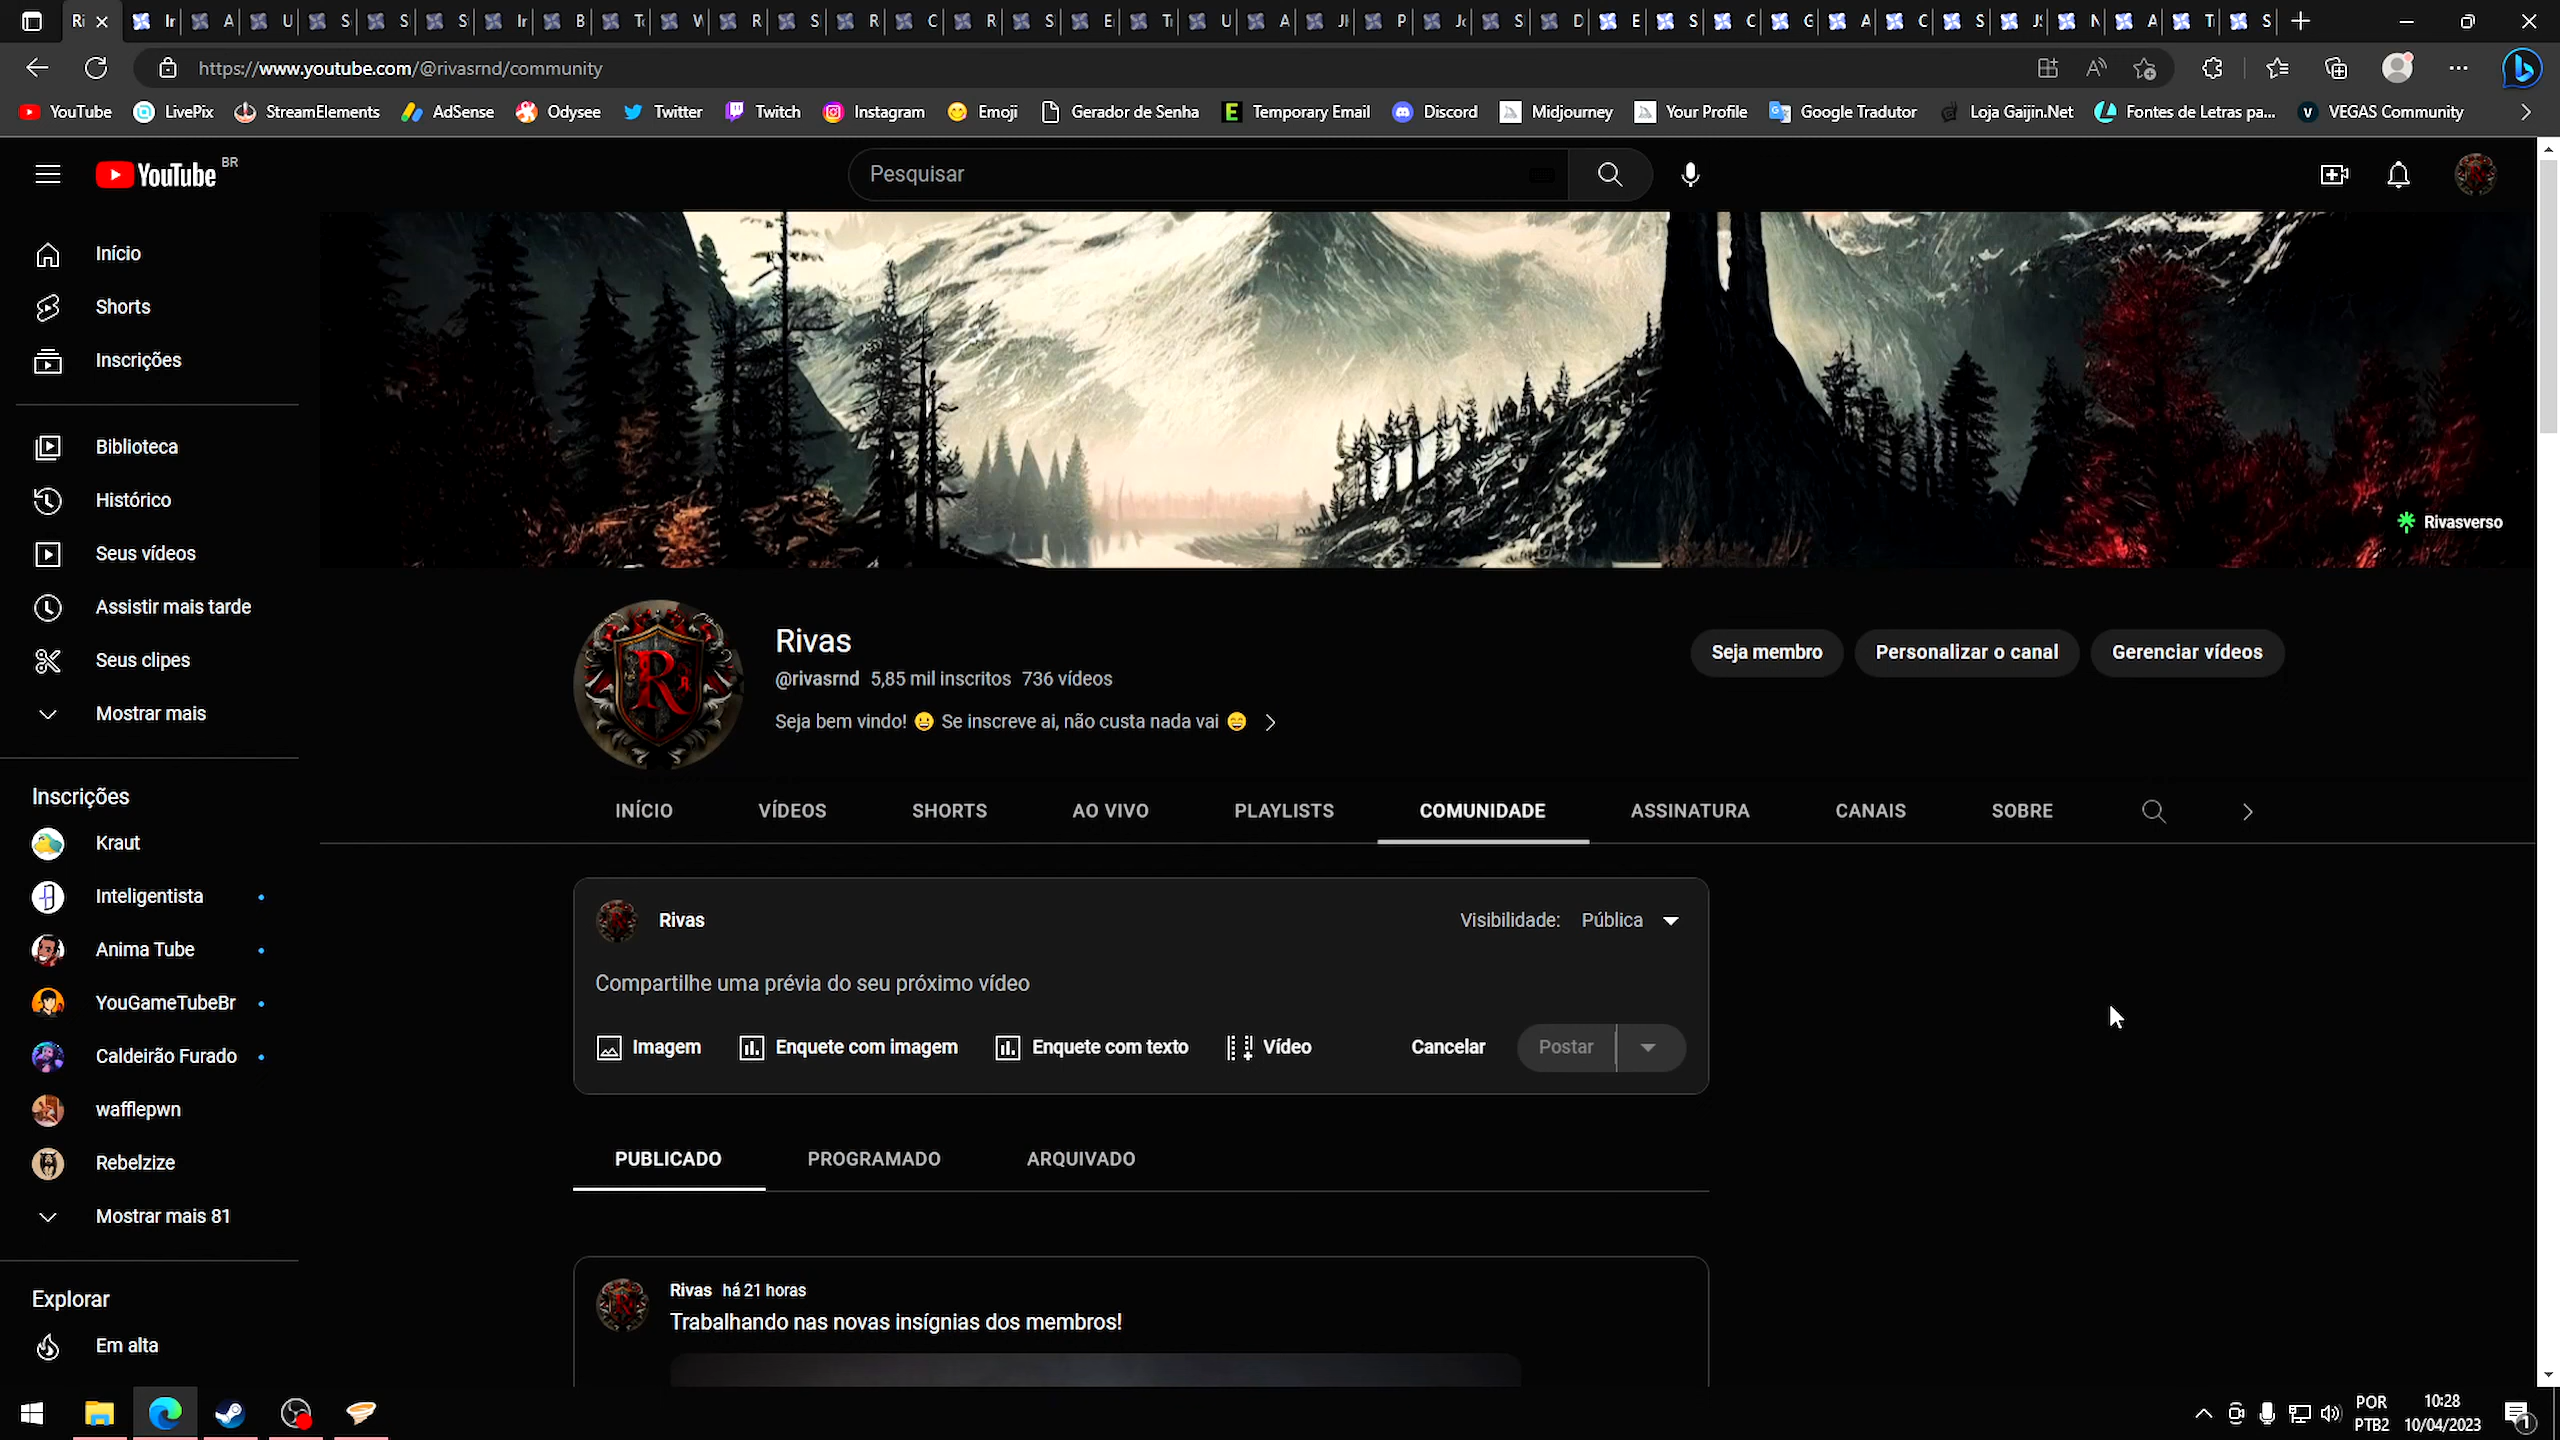 https://www.youtube.com/@rivasrnd/community
YouTube LivePix StreamElements AdSense Odysee Twitter Twitch Instagram Emoji Gerador de Senha Temporary Email Discord Midjourney Your Profile Google Tradutor Loja Gaijin.Net Fontes de Letras pa... VEGAS Community
YouTube BR
Pesquisar
Início
Shorts
Inscrições
Biblioteca
Histórico
Seus vídeos
Assistir mais tarde
Seus clipes
Mostrar mais
Inscrições
Kraut
Inteligentista
Anima Tube
YouGameTubeBr
Caldeirão Furado
wafflepwn
Rebelzize
Mostrar mais 81
Explorar
Em alta
Rivasverso
Rivas
@rivasrnd 5,85 mil inscritos 736 vídeos
Seja bem vindo! 😀 Se inscreve ai, não custa nada vai 😁
Seja membro Personalizar o canal Gerenciar vídeos
INÍCIO VÍDEOS SHORTS AO VIVO PLAYLISTS COMUNIDADE ASSINATURA CANAIS SOBRE
Rivas Visibilidade: Pública
Compartilhe uma prévia do seu próximo vídeo
Imagem Enquete com imagem Enquete com texto Vídeo Cancelar Postar
PUBLICADO PROGRAMADO ARQUIVADO
Rivas há 21 horas
Trabalhando nas novas insígnias dos membros!
POR 10:28
PTB2 10/04/2023
1